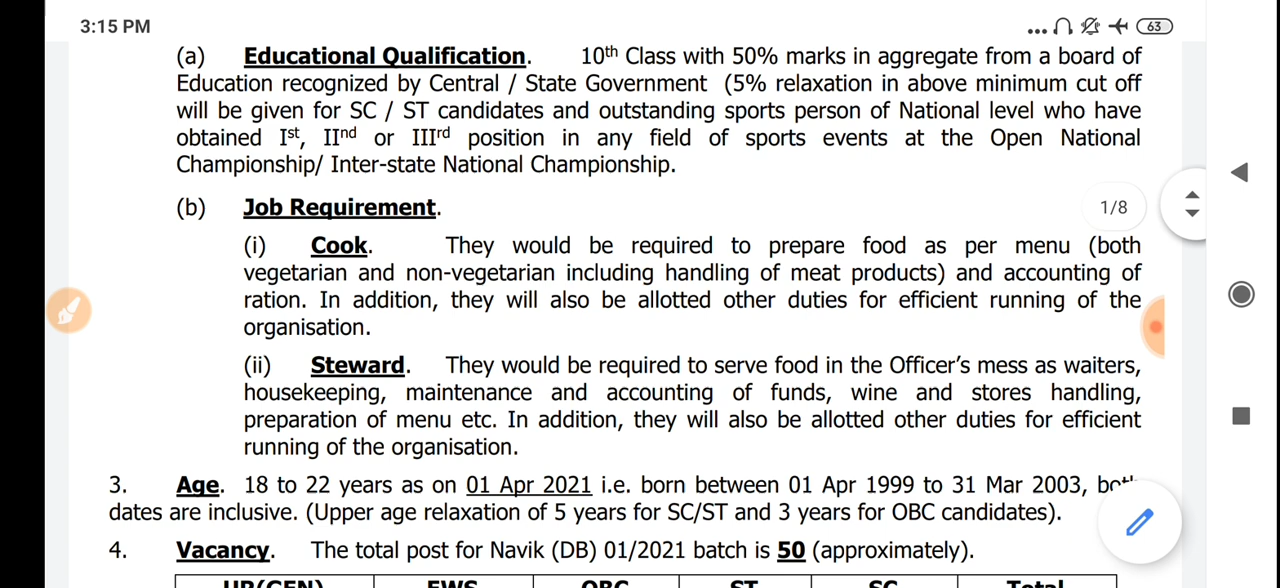 3:15 PM
63
(a) Educational Qualification. 10th Class with 50% marks in aggregate from a board of
Education recognized by Central / State Government (5% relaxation in above minimum cut off
will be given for SC / ST candidates and outstanding sports person of National level who have
obtained Ist, IInd or IIIrd position in any field of sports events at the Open National
Championship/ Inter-state National Championship.
(b) Job Requirement.
1/8
(i) Cook. They would be required to prepare food as per menu (both
vegetarian and non-vegetarian including handling of meat products) and accounting of
ration. In addition, they will also be allotted other duties for efficient running of the
organisation.
(ii) Steward. They would be required to serve food in the Officer's mess as waiters,
housekeeping, maintenance and accounting of funds, wine and stores handling,
preparation of menu etc. In addition, they will also be allotted other duties for efficient
running of the organisation.
3. Age. 18 to 22 years as on 01 Apr 2021 i.e. born between 01 Apr 1999 to 31 Mar 2003, both
dates are inclusive. (Upper age relaxation of 5 years for SC/ST and 3 years for OBC candidates).
4. Vacancy. The total post for Navik (DB) 01/2021 batch is 50 (approximately).
UR(GEN) EWS OBC ST SC Total